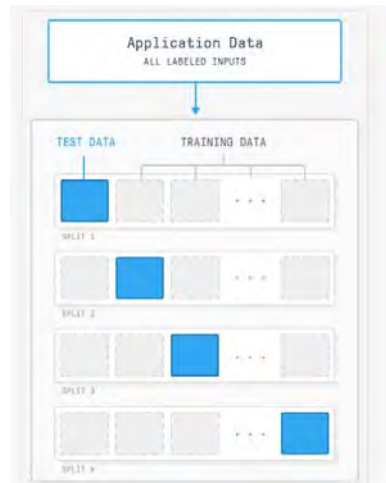 Application Data
ALL LABELED INPUTS
TEST DATA
TRAINING DATA
SPLIT 1
SPLIT 2
SPLIT 3
SPLIT K